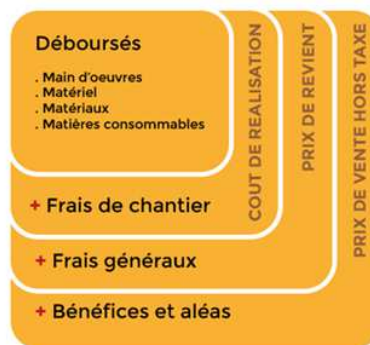 Déboursés
. Main d'oeuvres
. Matériel
. Matériaux
. Matières consommables
+ Frais de chantier
+ Frais généraux
+ Bénéfices et aléas
COUT DE REALISATION
PRIX DE REVIENT
PRIX DE VENTE HORS TAXE